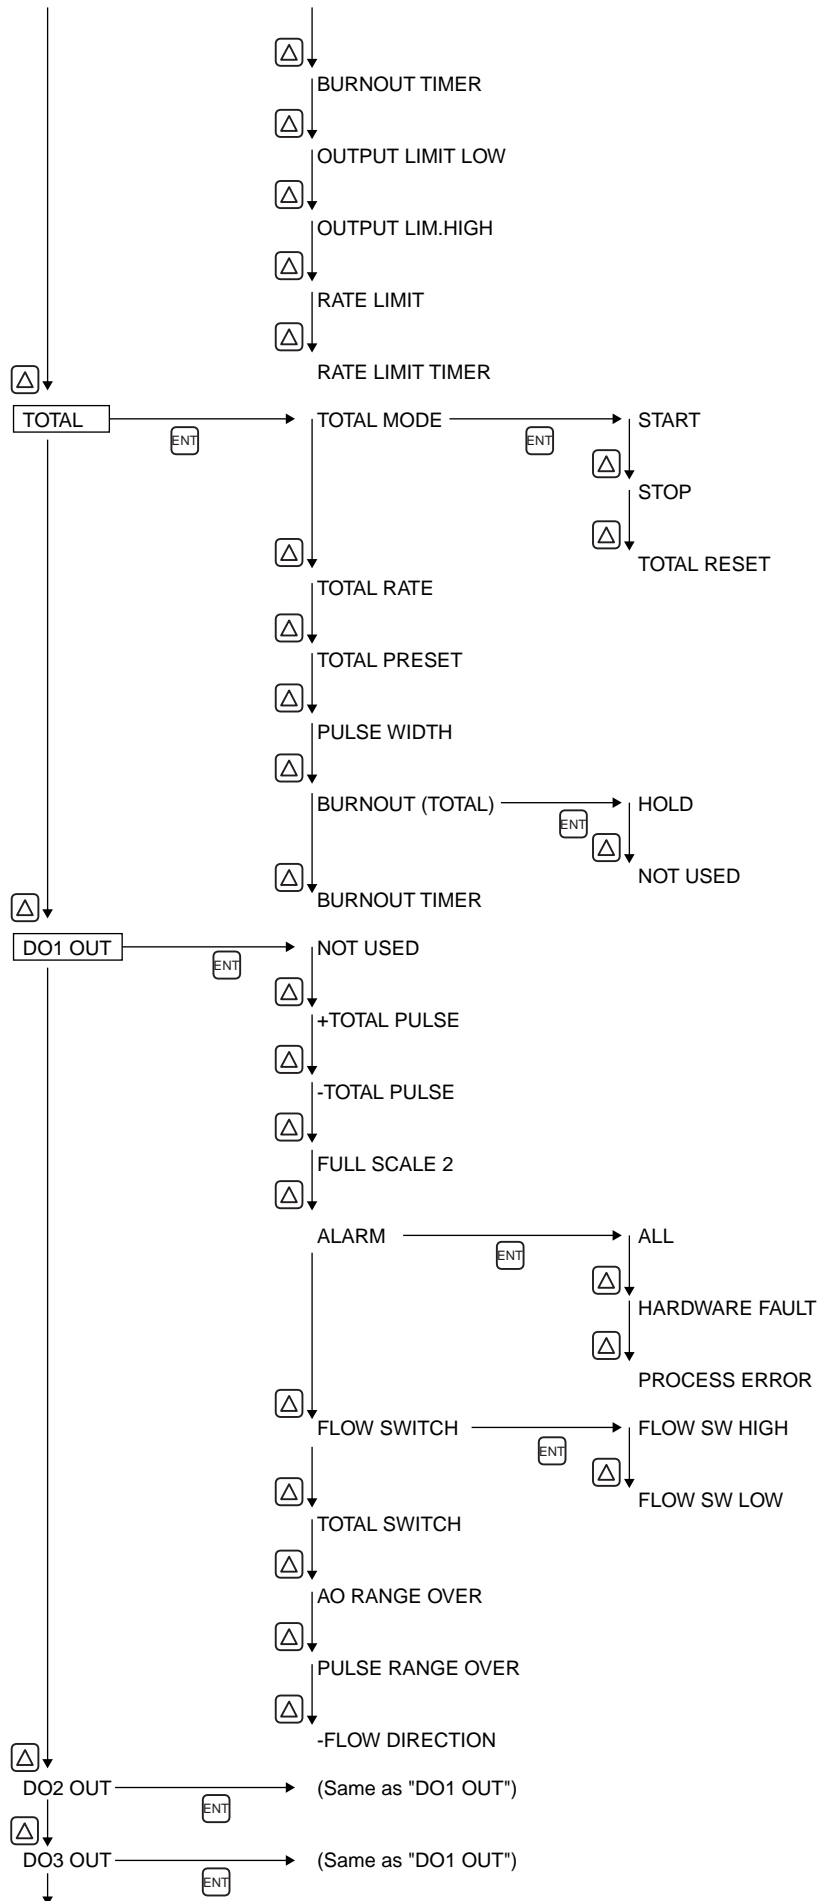 BURNOUT TIMER
OUTPUT LIMIT LOW
OUTPUT LIM.HIGH
RATE LIMIT
RATE LIMIT TIMER
TOTAL ENT TOTAL MODE ENT START
STOP
TOTAL RESET
TOTAL RATE
TOTAL PRESET
PULSE WIDTH
BURNOUT (TOTAL) ENT HOLD
NOT USED
BURNOUT TIMER
DO1 OUT ENT NOT USED
+TOTAL PULSE
-TOTAL PULSE
FULL SCALE 2
ALARM ENT ALL
HARDWARE FAULT
PROCESS ERROR
FLOW SWITCH ENT FLOW SW HIGH
FLOW SW LOW
TOTAL SWITCH
AO RANGE OVER
PULSE RANGE OVER
-FLOW DIRECTION
DO2 OUT ENT (Same as "DO1 OUT")
DO3 OUT ENT (Same as "DO1 OUT")